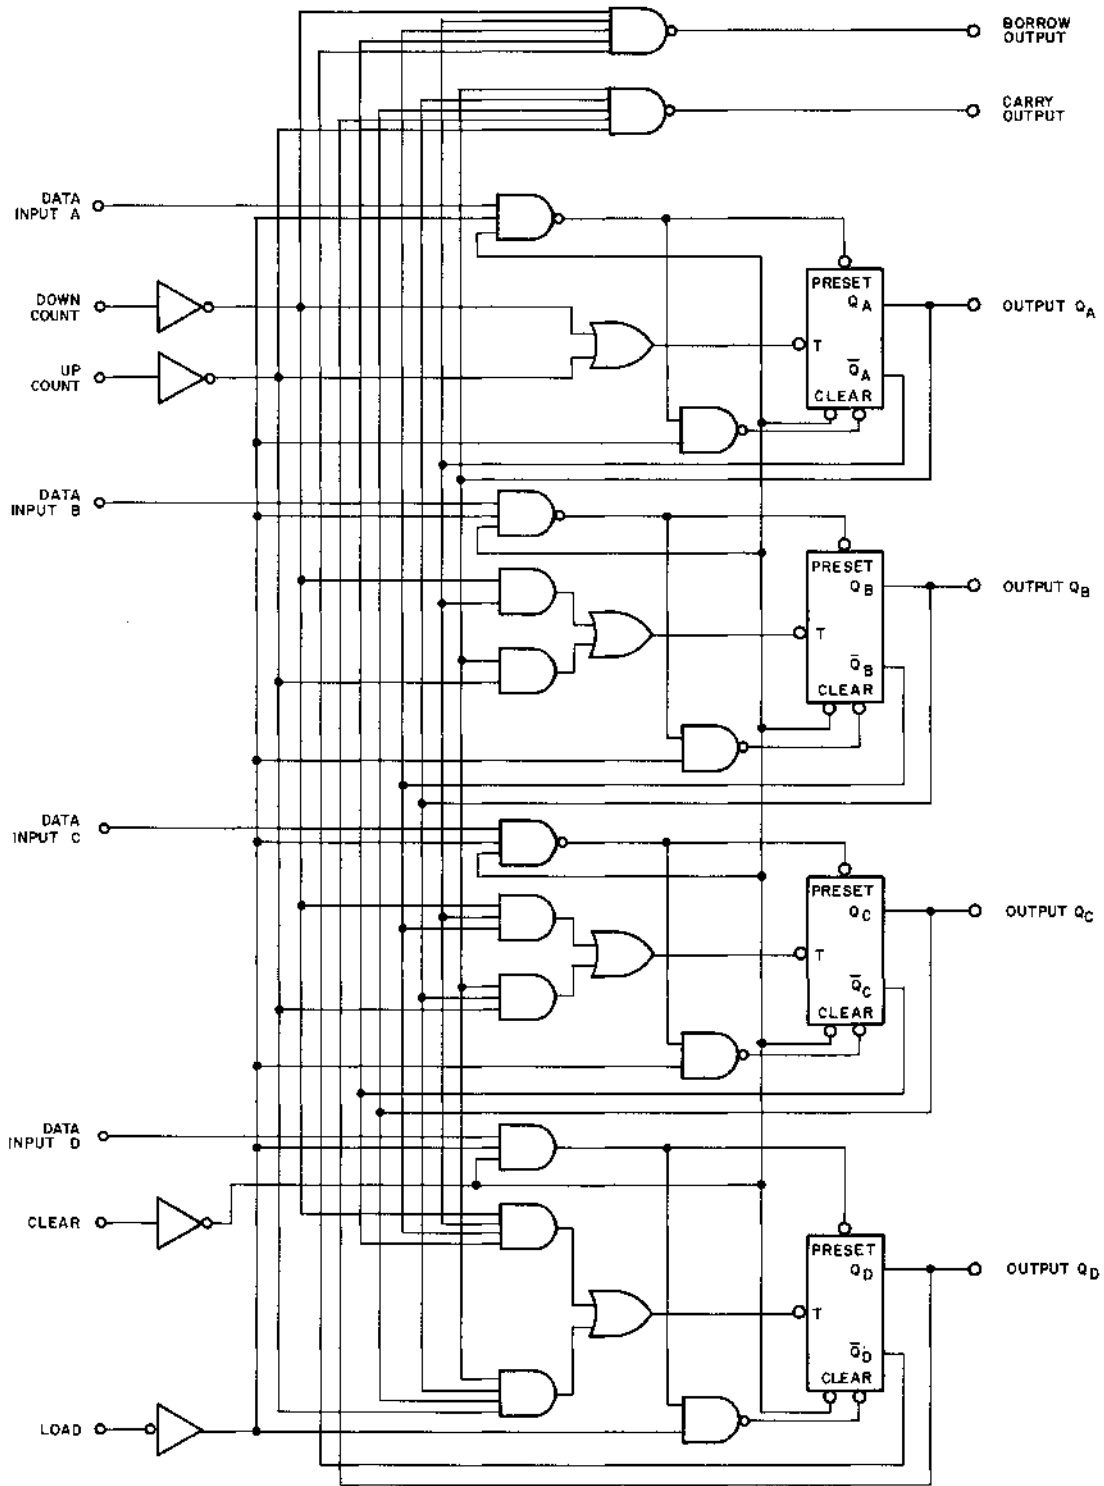 BORROW
OUTPUT
CARRY
OUTPUT
DATA
INPUT A
PRESET
DOWN
COUNT
QA
OUTPUT QA
T
UP
COUNT
Q̅A
CLEAR
DATA
INPUT B
PRESET
QB
OUTPUT QB
T
Q̅B
CLEAR
DATA
INPUT C
PRESET
QC
OUTPUT QC
T
Q̅C
CLEAR
DATA
INPUT D
CLEAR
PRESET
QD
OUTPUT QD
T
Q̅D
CLEAR
LOAD